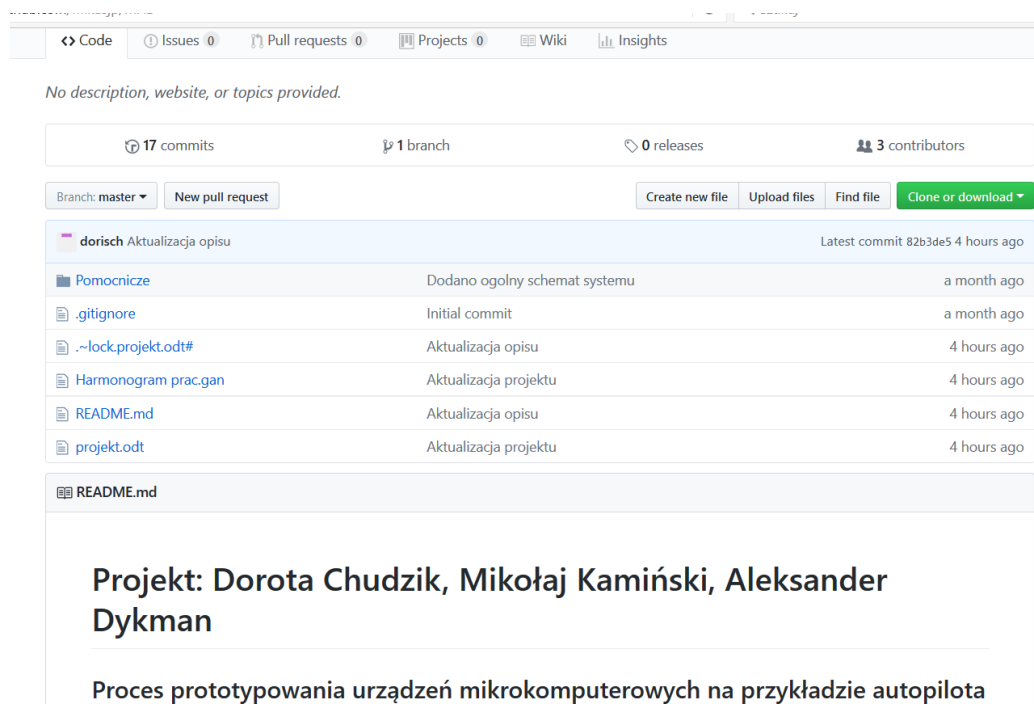 Code Issues 0 Pull requests 0 Projects 0 Wiki Insights
No description, website, or topics provided.
17 commits 1 branch 0 releases 3 contributors
Branch: master New pull request Create new file Upload files Find file Clone or download
dorisch Aktualizacja opisu Latest commit 82b3de5 4 hours ago
Pomocnicze Dodano ogolny schemat systemu a month ago
.gitignore Initial commit a month ago
.~lock.projekt.odt# Aktualizacja opisu 4 hours ago
Harmonogram prac.gan Aktualizacja projektu 4 hours ago
README.md Aktualizacja opisu 4 hours ago
projekt.odt Aktualizacja projektu 4 hours ago
README.md
Projekt: Dorota Chudzik, Mikołaj Kamiński, Aleksander
Dykman
Proces prototypowania urządzeń mikrokomputerowych na przykładzie autopilota